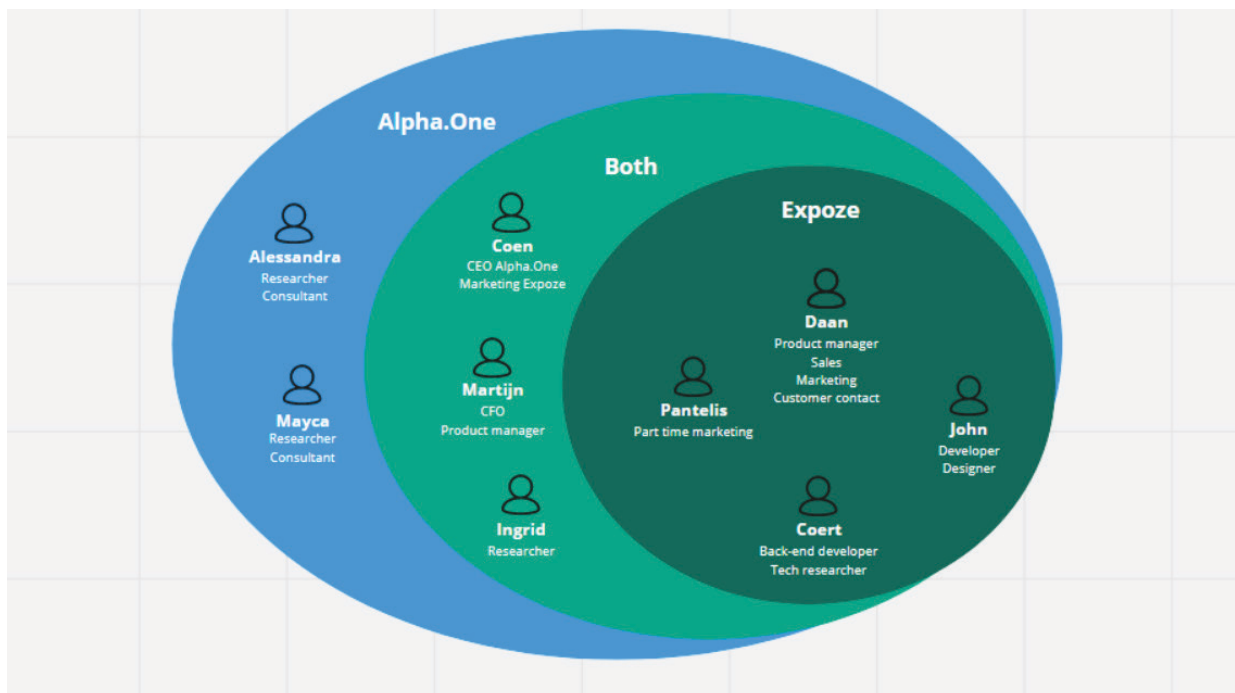 Alpha.One
Both
Expoze
Alessandra
Researcher
Consultant
Mayca
Researcher
Consultant
Coen
CEO Alpha.One
Marketing Expoze
Martijn
CFO
Product manager
Ingrid
Researcher
Daan
Product manager
Sales
Marketing
Customer contact
Pantelis
Part time marketing
John
Developer
Designer
Coert
Back-end developer
Tech researcher